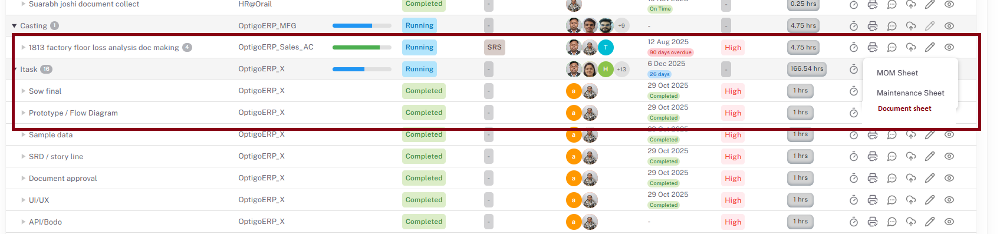 Suarabh joshi document collect HR@Orail Completed - 10 Nov 2025 On Time - 0.25 hrs
Casting 1 OptigoERP_MFG Running - +9 - - 4.75 hrs
1813 factory floor loss analysis doc making 4 OptigoERP_Sales_AC Running SRS T 12 Aug 2025 90 days overdue High 4.75 hrs
Itask 16 OptigoERP_X Running - H +13 6 Dec 2025 26 days - 166.54 hrs
MOM Sheet
Sow final OptigoERP_X Completed - a 29 Oct 2025 Completed High 1 hrs
Maintenance Sheet
Document sheet
Prototype / Flow Diagram OptigoERP_X Completed - a 29 Oct 2025 Completed High 1 hrs
Sample data OptigoERP_X Completed - a 29 Oct 2025 Completed High 1 hrs
SRD / story line OptigoERP_X Completed - a 29 Oct 2025 Completed High 1 hrs
Document approval OptigoERP_X Completed - a 29 Oct 2025 Completed High 1 hrs
UI/UX OptigoERP_X Completed - a 29 Oct 2025 Completed High 1 hrs
API/Bodo OptigoERP_X Completed - a - High 1 hrs